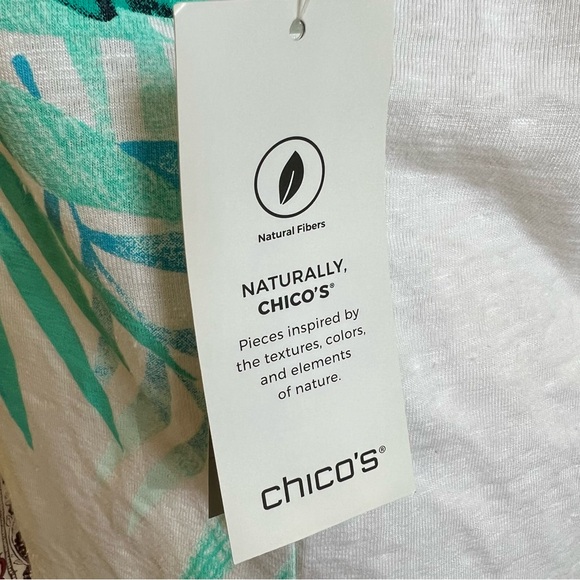 Natural Fibers
NATURALLY,
CHICO'S®
Pieces inspired by
the textures, colors,
and elements
of nature.
chico's®